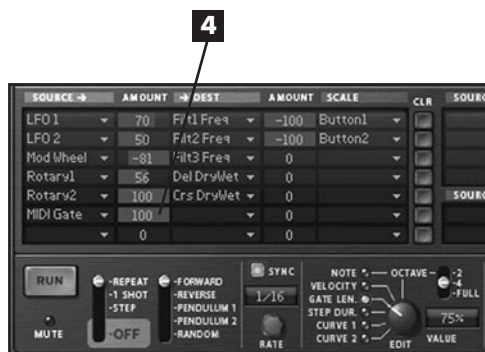 4
SOURCE → AMOUNT → DEST AMOUNT SCALE CLR SOUR
LFO 1 70 Filt1 Freq -100 Button1
LFO 2 50 Filt2 Freq -100 Button2
Mod Wheel -81 Filt3 Freq 0
Rotary1 56 Del DryWet 0
Rotary2 100 Crs DryWet 0 SOUR
MIDI Gate 100 0
0 0
RUN
MUTE
-REPEAT
-1 SHOT
-STEP
-OFF
-FORWARD
-REVERSE
-PENDULUM 1
-PENDULUM 2
-RANDOM
SYNC
1/16
RATE
NOTE
VELOCITY
GATE LEN.
STEP DUR.
CURVE 1
CURVE 2
EDIT
OCTAVE
-2
-4
-FULL
75%
VALUE